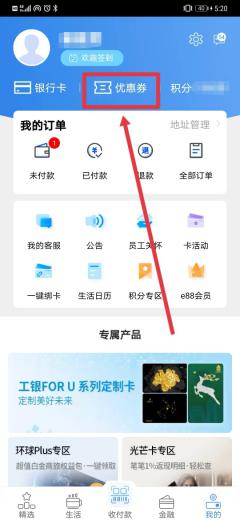 40 5:20
欢迎签到
64
银行卡 优惠券 积分
我的订单 地址管理
1
未付款 已付款 退款 全部订单
我的客服 公告 员工关怀 卡活动
一键绑卡 生活日历 积分专区 e88会员
专属产品
工银FOR U 系列定制卡
定制美好未来
环球Plus专区 光芒卡专区
超值白金商旅权益包·一键领取 笔笔1%返现明细·轻松查
精选 生活 收付款 金融 我的